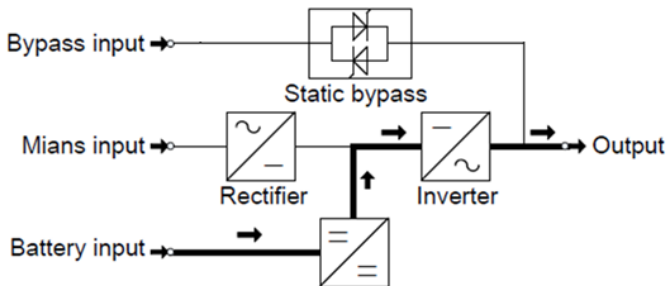 Bypass input
Static bypass
Mians input
Rectifier
Inverter
Output
Battery input